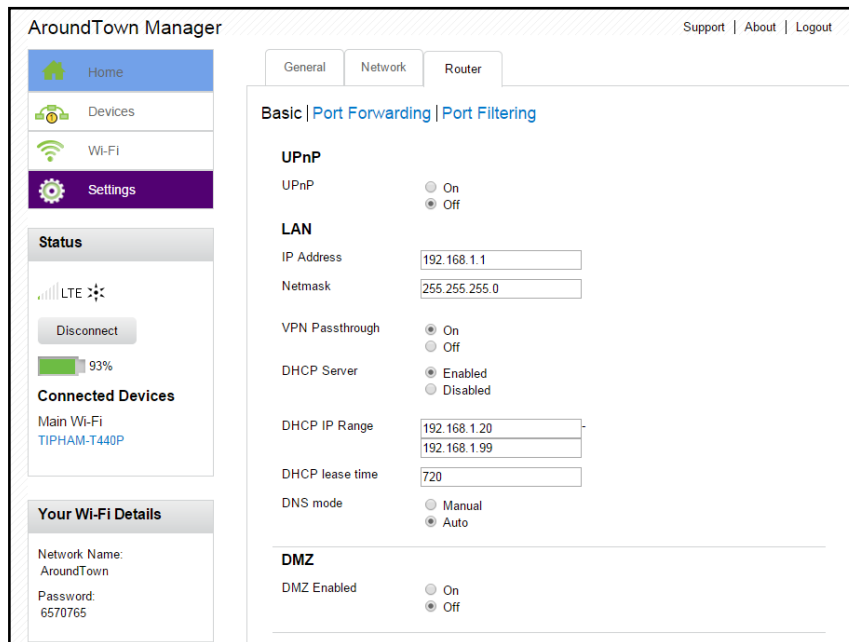 AroundTown Manager
Support | About | Logout
Home
Devices
Wi-Fi
Settings
Status
LTE
Disconnect
93%
Connected Devices
Main Wi-Fi
TIPHAM-T440P
Your Wi-Fi Details
Network Name:
AroundTown
Password:
6570765
General
Network
Router
Basic | Port Forwarding | Port Filtering
UPnP
UPnP
On
Off
LAN
IP Address
192.168.1.1
Netmask
255.255.255.0
VPN Passthrough
On
Off
DHCP Server
Enabled
Disabled
DHCP IP Range
192.168.1.20 -
192.168.1.99
DHCP lease time
720
DNS mode
Manual
Auto
DMZ
DMZ Enabled
On
Off